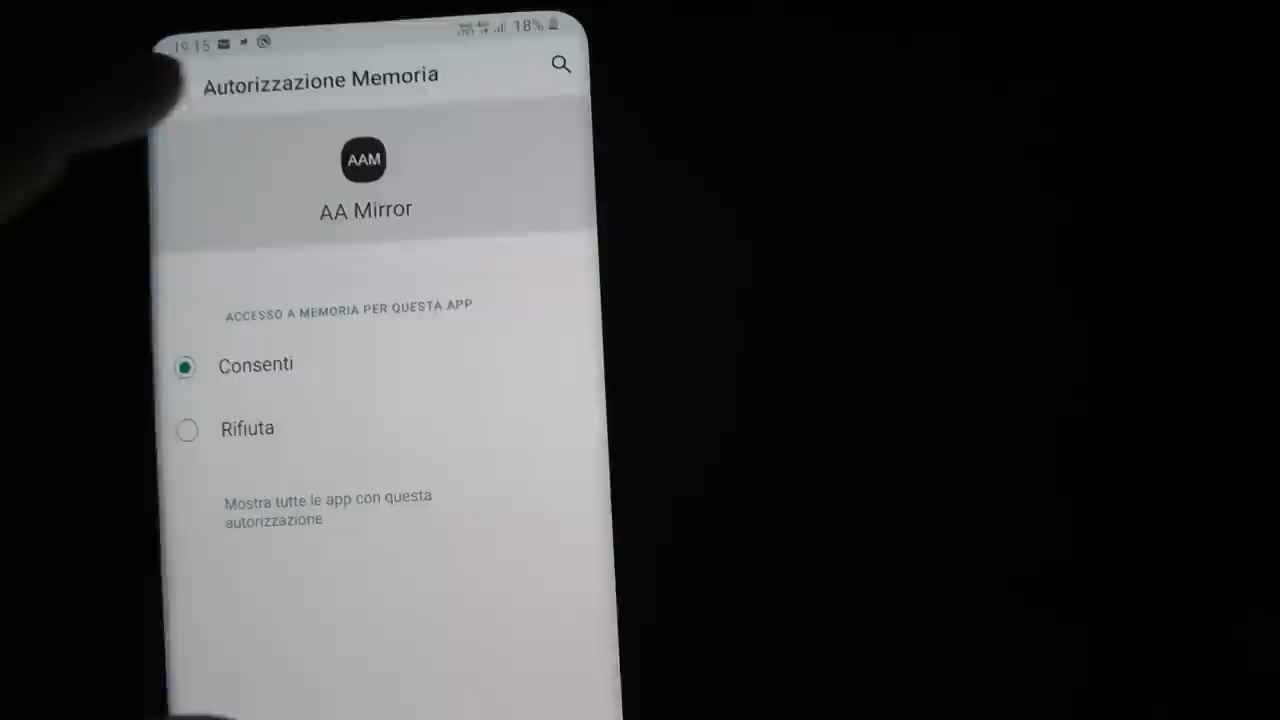 19:15 18%
Autorizzazione Memoria
AAM
AA Mirror
ACCESSO A MEMORIA PER QUESTA APP
Consenti
Rifiuta
Mostra tutte le app con questa
autorizzazione